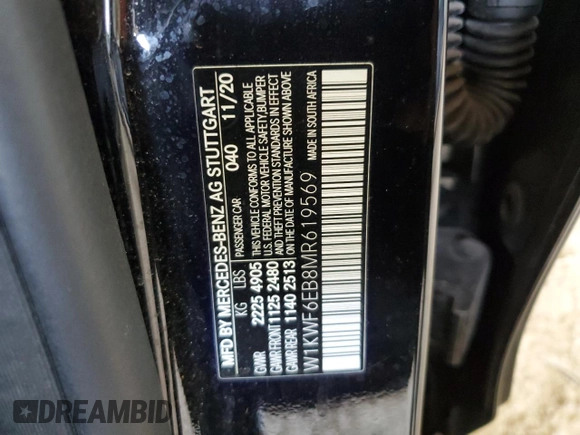 MFD BY MERCEDES-BENZ AG STUTTGART
KG LBS PASSENGER CAR 040 11/20
GVWR 2225 4905 THIS VEHICLE CONFORMS TO ALL APPLICABLE
GAWR FRONT 1125 2480 U.S. FEDERAL MOTOR VEHICLE SAFETY, BUMPER
GAWR REAR 1140 2513 AND THEFT PREVENTION STANDARDS IN EFFECT
ON THE DATE OF MANUFACTURE SHOWN ABOVE
W1KWF6EB8MR619569 MADE IN SOUTH AFRICA
DREAMBID